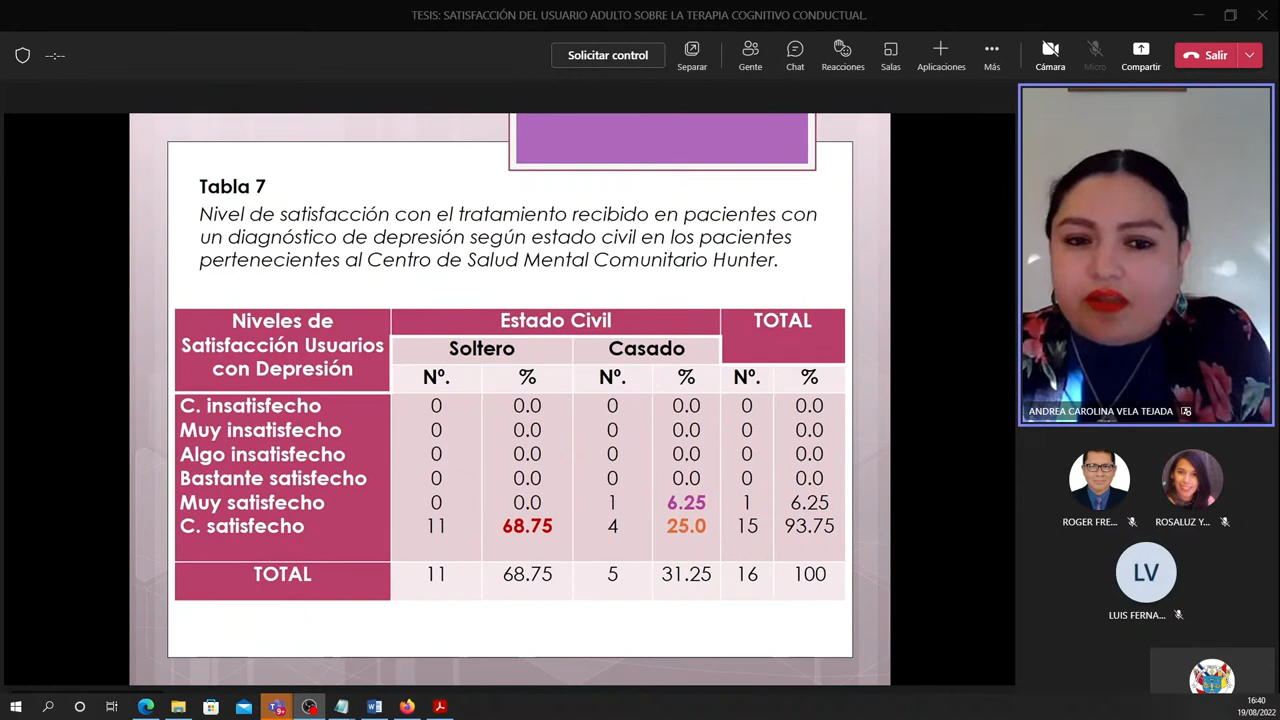 TESIS: SATISFACCIÓN DEL USUARIO ADULTO SOBRE LA TERAPIA COGNITIVO CONDUCTUAL.
--:--
Solicitar control
Separar
Gente
Chat
Reacciones
Salas
Aplicaciones
Más
Cámara
Micro
Compartir
Salir
Tabla 7
Nivel de satisfacción con el tratamiento recibido en pacientes con
un diagnóstico de depresión según estado civil en los pacientes
pertenecientes al Centro de Salud Mental Comunitario Hunter.
Niveles de Satisfacción Usuarios con Depresión Estado Civil TOTAL
Soltero Casado
Nº. % Nº. % Nº. %
C. insatisfecho 0 0.0 0 0.0 0 0.0
Muy insatisfecho 0 0.0 0 0.0 0 0.0
Algo insatisfecho 0 0.0 0 0.0 0 0.0
Bastante satisfecho 0 0.0 0 0.0 0 0.0
Muy satisfecho 0 0.0 1 6.25 1 6.25
C. satisfecho 11 68.75 4 25.0 15 93.75
TOTAL 11 68.75 5 31.25 16 100
ANDREA CAROLINA VELA TEJADA
ROGER FRE...
ROSALUZ Y...
LV
LUIS FERNA...
9+
16:40
19/08/2022